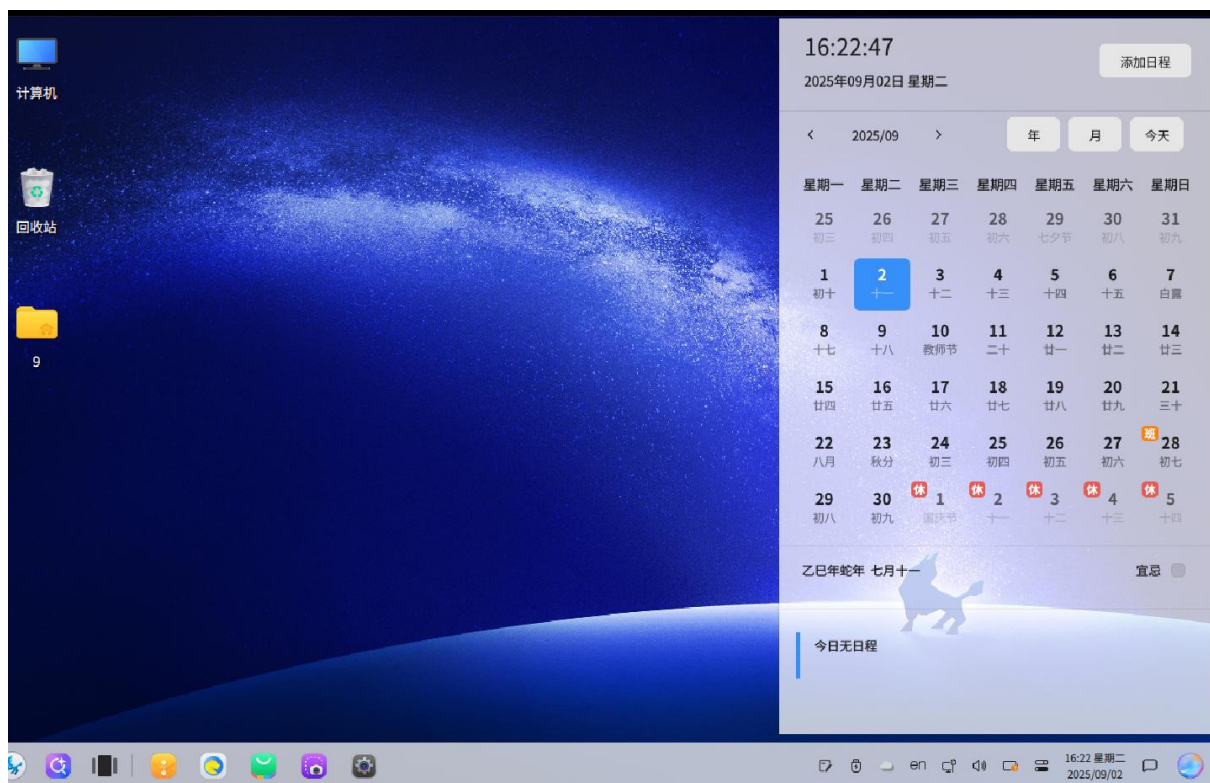 计算机
回收站
9
16:22:47
添加日程
2025年09月02日 星期二
2025/09
年 月 今天
星期一 星期二 星期三 星期四 星期五 星期六 星期日
25 26 27 28 29 30 31
初三 初四 初五 初六 七夕节 初八 初九
1 2 3 4 5 6 7
初十 十一 十二 十三 十四 十五 白露
8 9 10 11 12 13 14
十七 十八 教师节 二十 廿一 廿二 廿三
15 16 17 18 19 20 21
廿四 廿五 廿六 廿七 廿八 廿九 三十
22 23 24 25 26 27 班 28
八月 秋分 初三 初四 初五 初六 初七
29 30 休 1 休 2 休 3 休 4 休 5
初八 初九 国庆节 十一 十二 十三 十四
乙巳年蛇年 七月十一 宜忌
今日无日程
en
16:22 星期二
2025/09/02